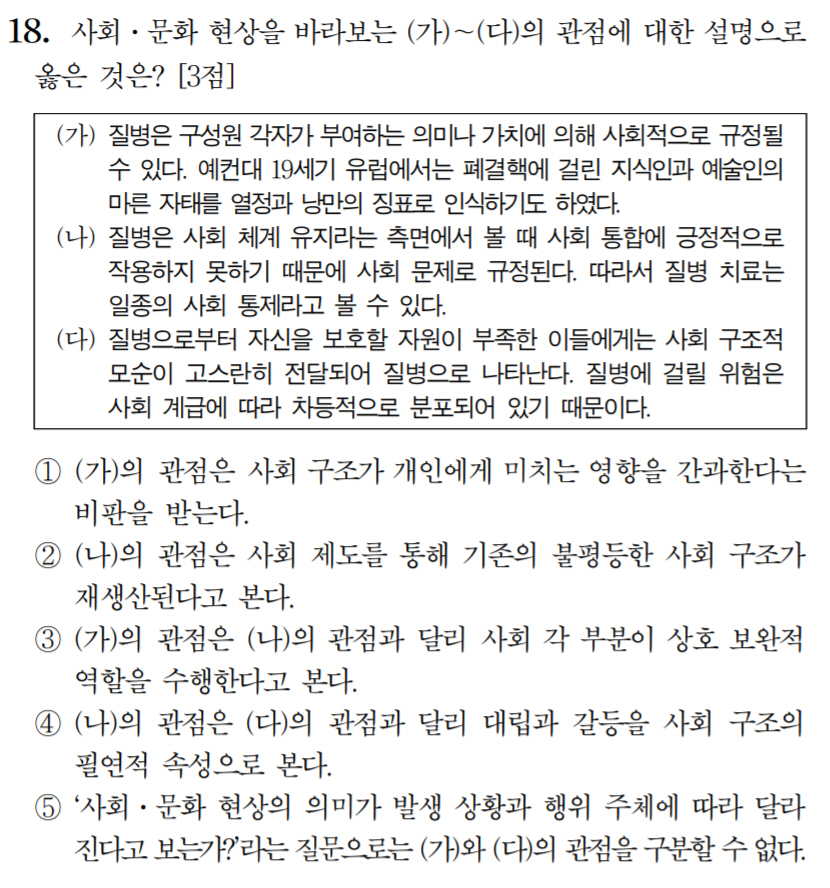 18. 사회・문화 현상을 바라보는 (가)~(다)의 관점에 대한 설명으로
옳은 것은? [3점]
(가) 질병은 구성원 각자가 부여하는 의미나 가치에 의해 사회적으로 규정될
수 있다. 예컨대 19세기 유럽에서는 폐결핵에 걸린 지식인과 예술인의
마른 자태를 열정과 낭만의 징표로 인식하기도 하였다.
(나) 질병은 사회 체계 유지라는 측면에서 볼 때 사회 통합에 긍정적으로
작용하지 못하기 때문에 사회 문제로 규정된다. 따라서 질병 치료는
일종의 사회 통제라고 볼 수 있다.
(다) 질병으로부터 자신을 보호할 자원이 부족한 이들에게는 사회 구조적
모순이 고스란히 전달되어 질병으로 나타난다. 질병에 걸릴 위험은
사회 계급에 따라 차등적으로 분포되어 있기 때문이다.
① (가)의 관점은 사회 구조가 개인에게 미치는 영향을 간과한다는
비판을 받는다.
② (나)의 관점은 사회 제도를 통해 기존의 불평등한 사회 구조가
재생산된다고 본다.
③ (가)의 관점은 (나)의 관점과 달리 사회 각 부분이 상호 보완적
역할을 수행한다고 본다.
④ (나)의 관점은 (다)의 관점과 달리 대립과 갈등을 사회 구조의
필연적 속성으로 본다.
⑤ ‘사회・문화 현상의 의미가 발생 상황과 행위 주체에 따라 달라
진다고 보는가?’라는 질문으로는 (가)와 (다)의 관점을 구분할 수 없다.